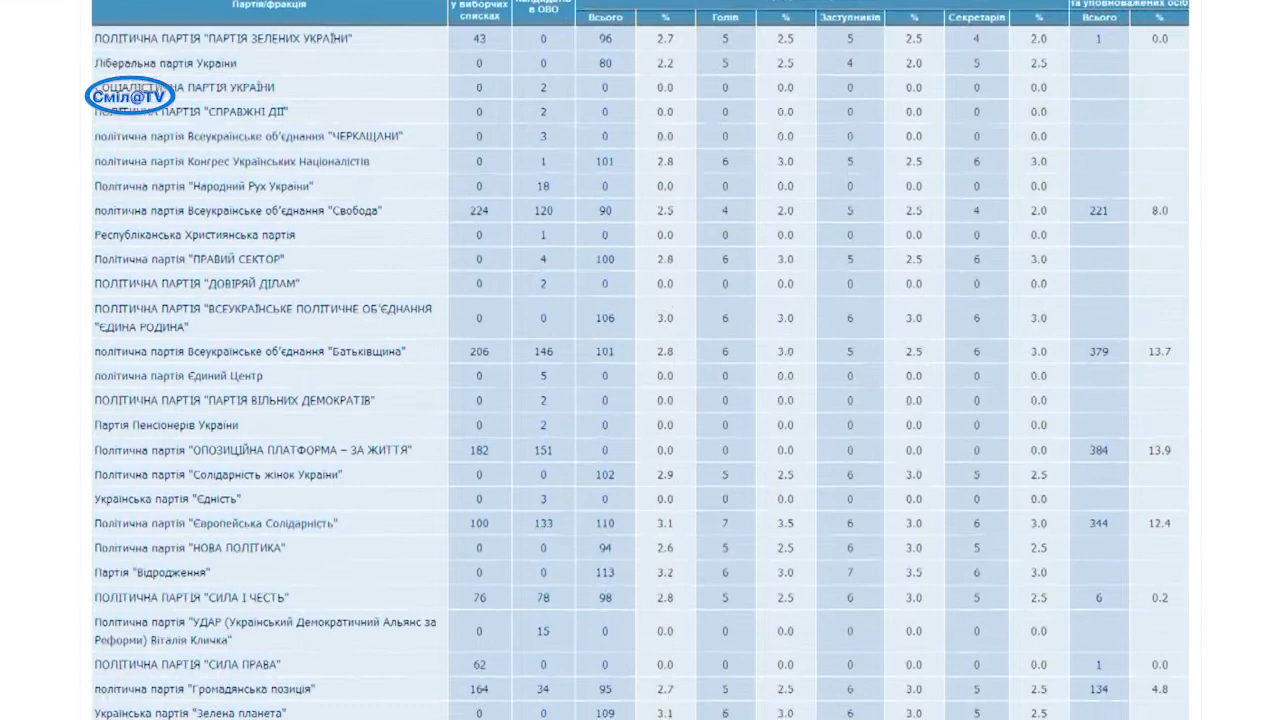 Партія/фракція у виборчих списках в ОВО Всього % Голів % Заступників % Секретарів % Всього %
ПОЛІТИЧНА ПАРТІЯ "ПАРТІЯ ЗЕЛЕНИХ УКРАЇНИ" 43 0 96 2.7 5 2.5 5 2.5 4 2.0 1 0.0
Ліберальна партія України 0 0 80 2.2 5 2.5 4 2.0 5 2.5
СОЦІАЛІСТИЧНА ПАРТІЯ УКРАЇНИ 0 2 0 0.0 0 0.0 0 0.0 0 0.0
Сміл@TV
ПОЛІТИЧНА ПАРТІЯ "СПРАВЖНІ ДІЇ" 0 2 0 0.0 0 0.0 0 0.0 0 0.0
політична партія Всеукраїнське об'єднання "ЧЕРКАЩАНИ" 0 3 0 0.0 0 0.0 0 0.0 0 0.0
політична партія Конгрес Українських Націоналістів 0 1 101 2.8 6 3.0 5 2.5 6 3.0
Політична партія "Народний Рух України" 0 18 0 0.0 0 0.0 0 0.0 0 0.0
політична партія Всеукраїнське об'єднання "Свобода" 224 120 90 2.5 4 2.0 5 2.5 4 2.0 221 8.0
Республіканська Християнська партія 0 1 0 0.0 0 0.0 0 0.0 0 0.0
Політична партія "ПРАВИЙ СЕКТОР" 0 4 100 2.8 6 3.0 5 2.5 6 3.0
ПОЛІТИЧНА ПАРТІЯ "ДОВІРЯЙ ДІЛАМ" 0 2 0 0.0 0 0.0 0 0.0 0 0.0
ПОЛІТИЧНА ПАРТІЯ "ВСЕУКРАЇНСЬКЕ ПОЛІТИЧНЕ ОБ'ЄДНАННЯ
"ЄДИНА РОДИНА" 0 0 106 3.0 6 3.0 6 3.0 6 3.0
політична партія Всеукраїнське об'єднання "Батьківщина" 206 146 101 2.8 6 3.0 5 2.5 6 3.0 379 13.7
політична партія Єдиний Центр 0 5 0 0.0 0 0.0 0 0.0 0 0.0
ПОЛІТИЧНА ПАРТІЯ "ПАРТІЯ ВІЛЬНИХ ДЕМОКРАТІВ" 0 2 0 0.0 0 0.0 0 0.0 0 0.0
Партія Пенсіонерів України 0 2 0 0.0 0 0.0 0 0.0 0 0.0
Політична партія "ОПОЗИЦІЙНА ПЛАТФОРМА – ЗА ЖИТТЯ" 182 151 0 0.0 0 0.0 0 0.0 0 0.0 384 13.9
Політична партія "Солідарність жінок України" 0 0 102 2.9 5 2.5 6 3.0 5 2.5
Українська партія "Єдність" 0 3 0 0.0 0 0.0 0 0.0 0 0.0
Політична партія "Європейська Солідарність" 100 133 110 3.1 7 3.5 6 3.0 6 3.0 344 12.4
Політична партія "НОВА ПОЛІТИКА" 0 0 94 2.6 5 2.5 6 3.0 5 2.5
Партія "Відродження" 0 0 113 3.2 6 3.0 7 3.5 6 3.0
ПОЛІТИЧНА ПАРТІЯ "СИЛА І ЧЕСТЬ" 76 78 98 2.8 5 2.5 6 3.0 5 2.5 6 0.2
Політична партія "УДАР (Український Демократичний Альянс за
Реформи) Віталія Кличка" 0 15 0 0.0 0 0.0 0 0.0 0 0.0
ПОЛІТИЧНА ПАРТІЯ "СИЛА ПРАВА" 62 0 0 0.0 0 0.0 0 0.0 0 0.0 1 0.0
політична партія "Громадянська позиція" 164 34 95 2.7 5 2.5 6 3.0 5 2.5 134 4.8
Українська партія "Зелена планета" 0 0 109 3.1 6 3.0 6 3.0 5 2.5